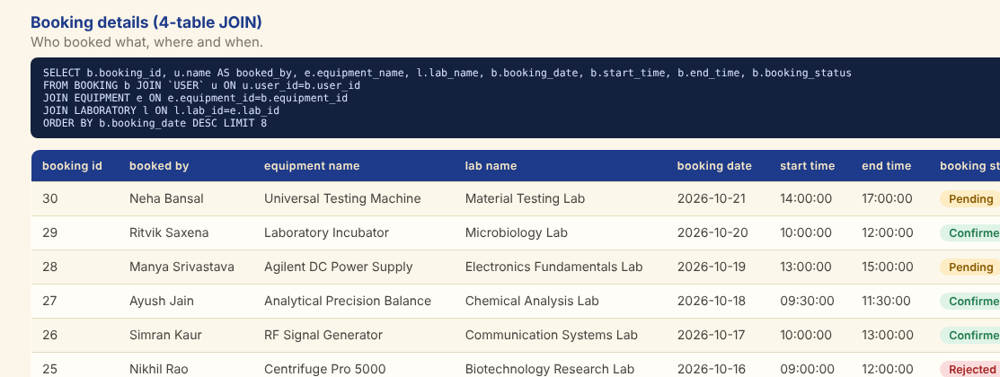 Booking details (4-table JOIN)
Who booked what, where and when.
SELECT b.booking_id, u.name AS booked_by, e.equipment_name, l.lab_name, b.booking_date, b.start_time, b.end_time, b.booking_status
FROM BOOKING b JOIN `USER` u ON u.user_id=b.user_id
JOIN EQUIPMENT e ON e.equipment_id=b.equipment_id
JOIN LABORATORY l ON l.lab_id=e.lab_id
ORDER BY b.booking_date DESC LIMIT 8
booking id booked by equipment name lab name booking date start time end time booking st
30 Neha Bansal Universal Testing Machine Material Testing Lab 2026-10-21 14:00:00 17:00:00 Pending
29 Ritvik Saxena Laboratory Incubator Microbiology Lab 2026-10-20 10:00:00 12:00:00 Confirme
28 Manya Srivastava Agilent DC Power Supply Electronics Fundamentals Lab 2026-10-19 13:00:00 15:00:00 Pending
27 Ayush Jain Analytical Precision Balance Chemical Analysis Lab 2026-10-18 09:30:00 11:30:00 Confirme
26 Simran Kaur RF Signal Generator Communication Systems Lab 2026-10-17 10:00:00 13:00:00 Confirme
25 Nikhil Rao Centrifuge Pro 5000 Biotechnology Research Lab 2026-10-16 09:00:00 12:00:00 Rejected